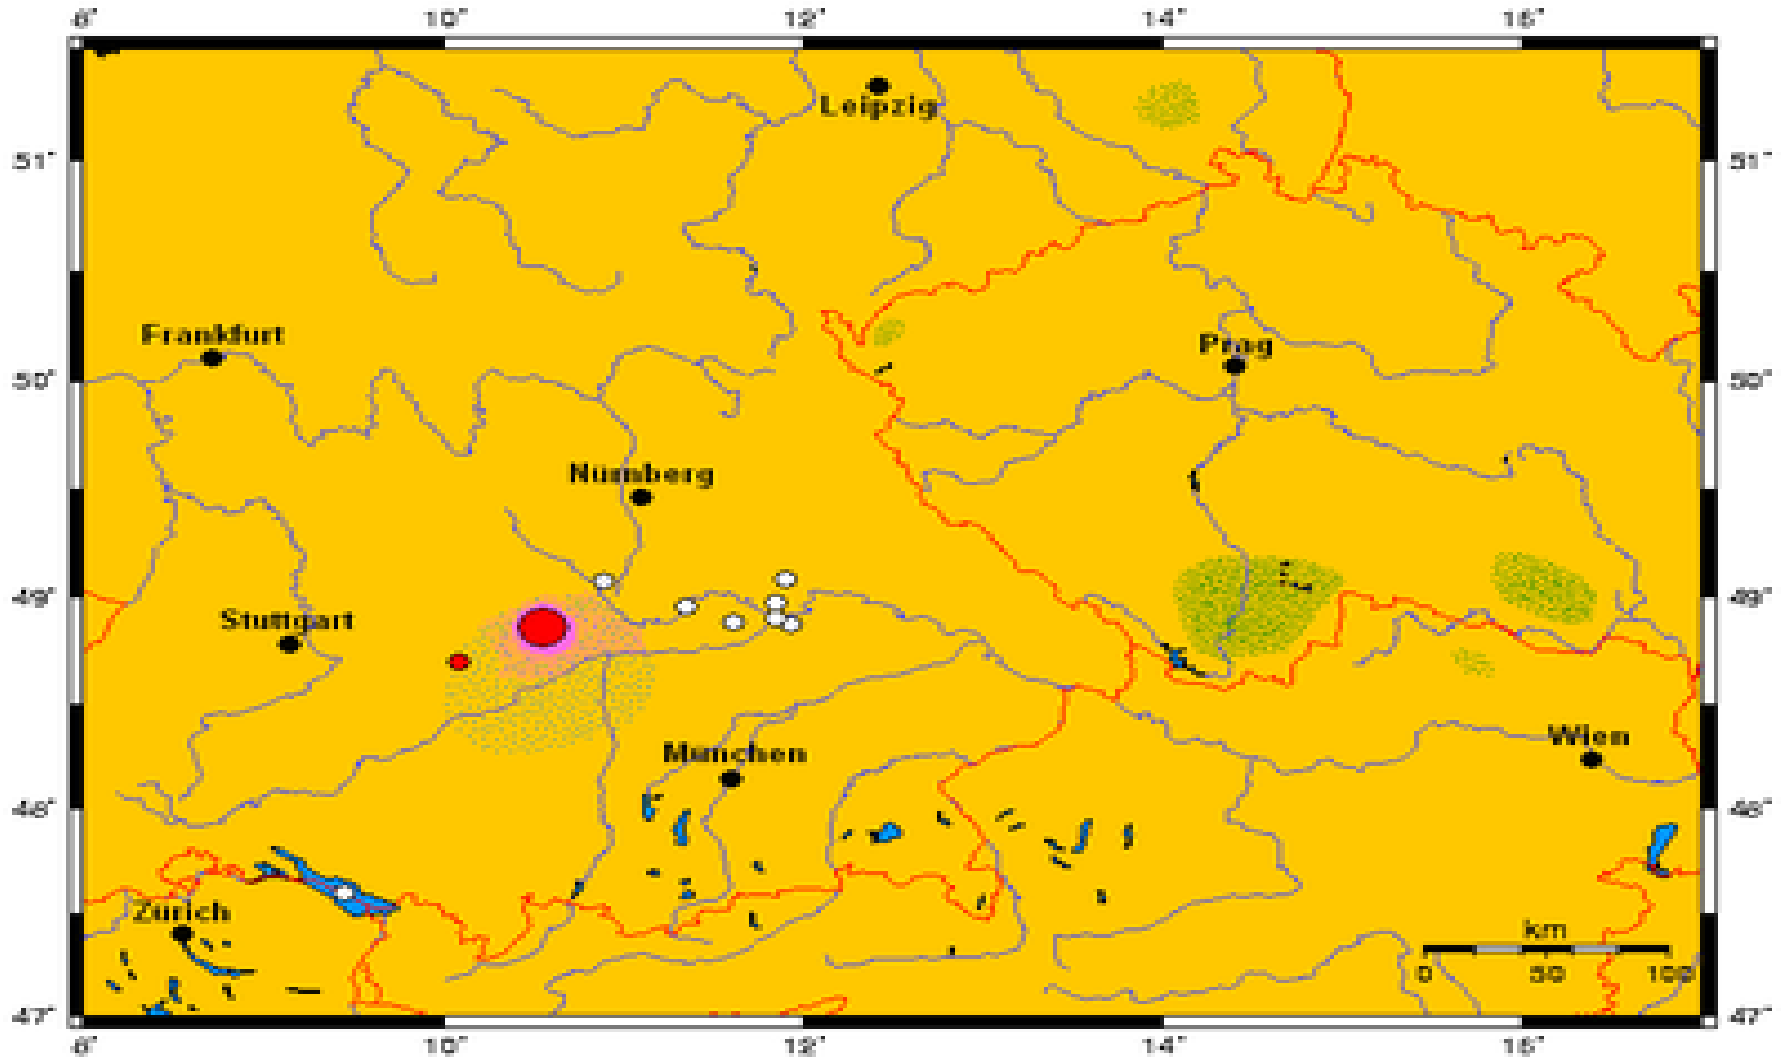 8° 10° 12° 14° 16°
Leipzig
51° 51°
Frankfurt
Prag
50° 50°
Nürnberg
49° 49°
Stuttgart
München
Wien
48° 48°
Zürich
km
0 50 100
47° 47°
8° 10° 12° 14° 16°